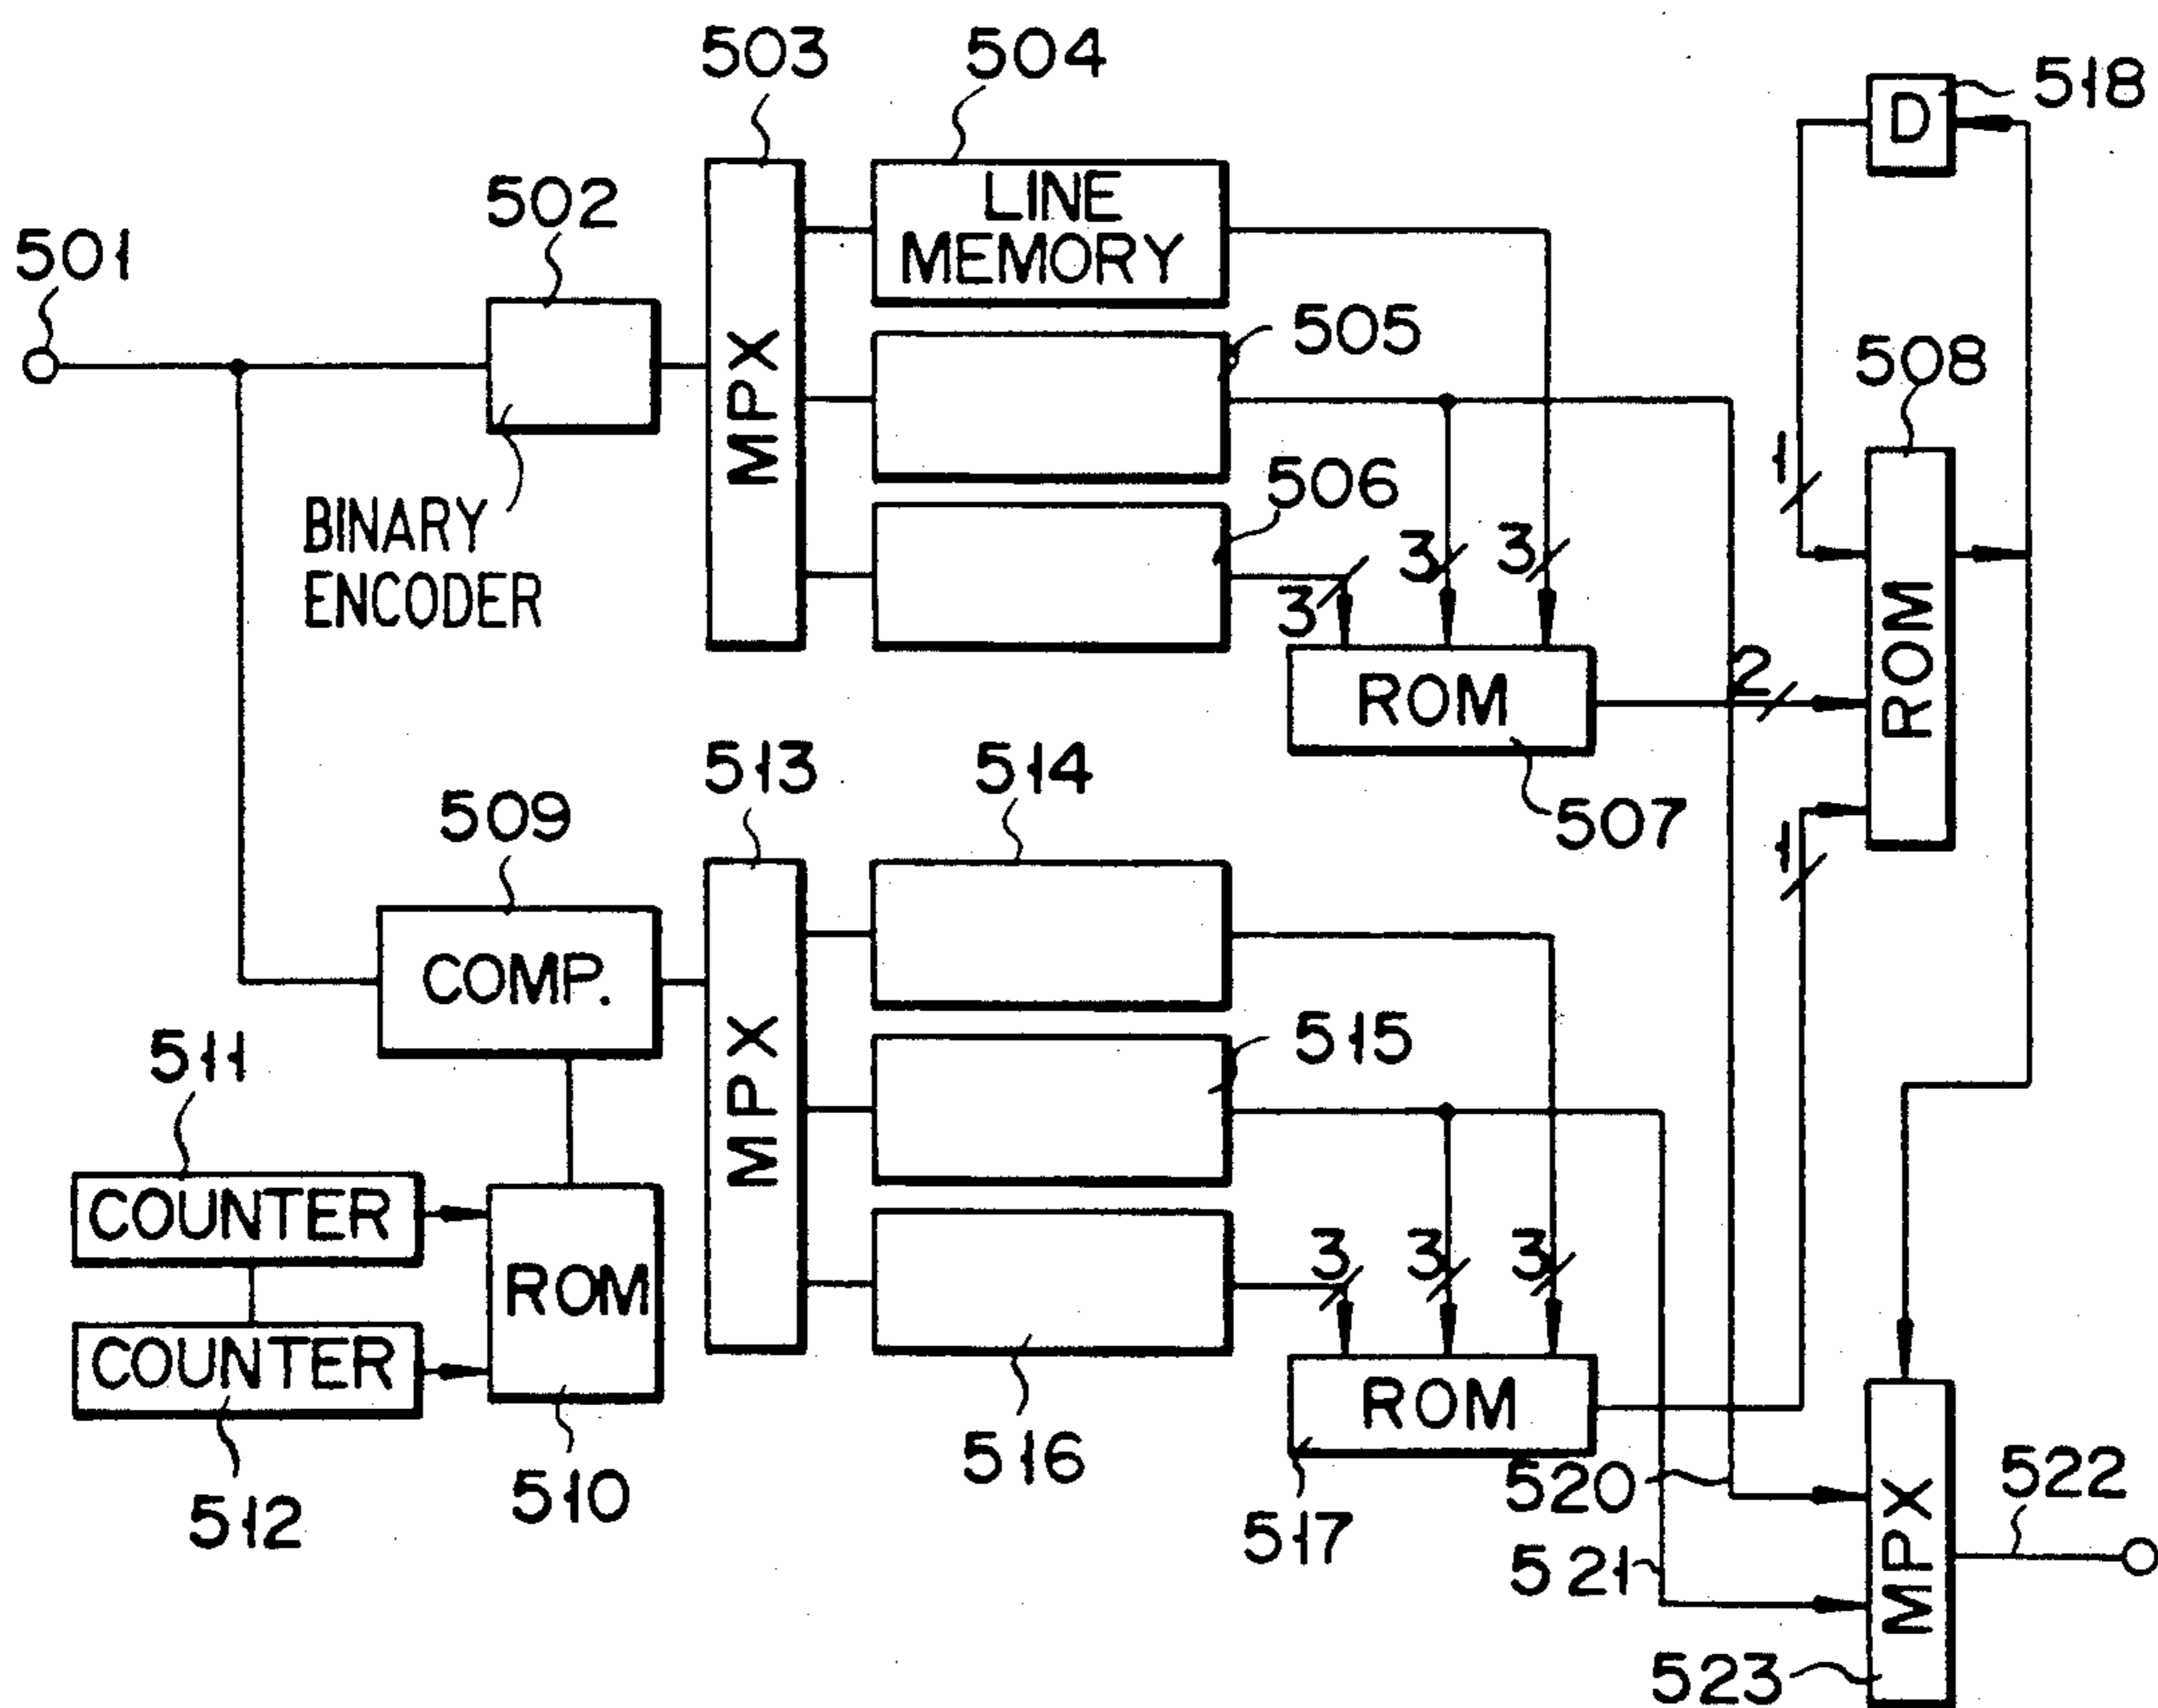 503
504
518
D
502
LINE
MEMORY
501
505
MPX
508
506
1
BINARY
ENCODER
3
3
3
ROM
2
ROM
513
514
507
509
1
COMP.
515
511
MPX
COUNTER
ROM
3
3
3
COUNTER
ROM
516
520
522
510
512
517
521
MPX
523